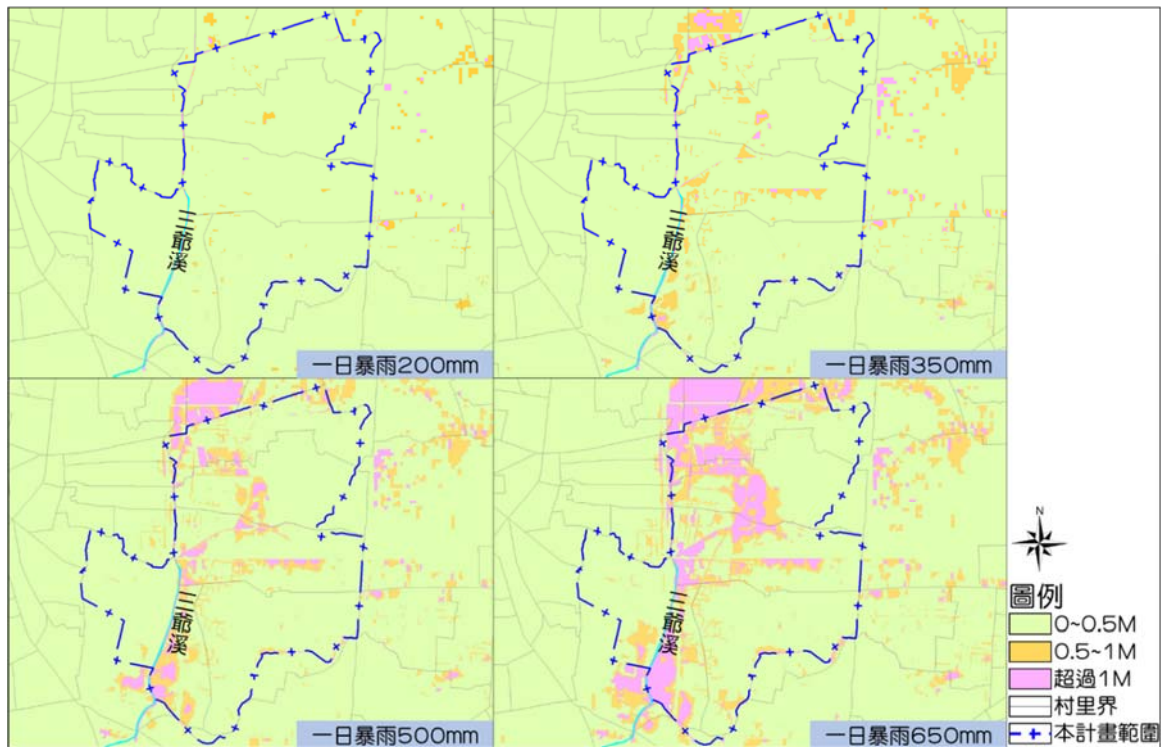 三爺溪
一日暴雨200mm
三爺溪
一日暴雨350mm
三爺溪
一日暴雨500mm
三爺溪
一日暴雨650mm
N
圖例
0~0.5M
0.5~1M
超過1M
村里界
本計畫範圍